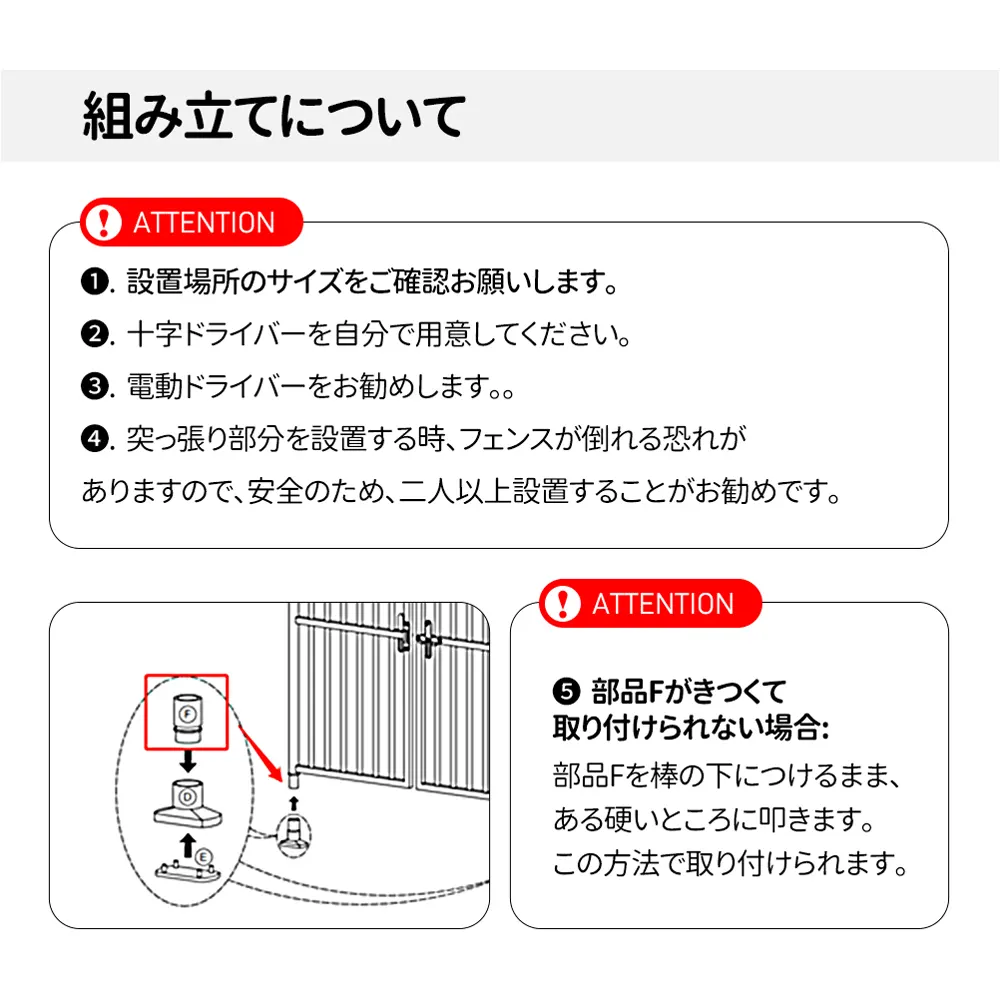 組み立てについて
ATTENTION
❶. 設置場所のサイズをご確認お願いします。
❷. 十字ドライバーを自分で用意してください。
❸. 電動ドライバーをお勧めします。。
❹. 突っ張り部分を設置する時、フェンスが倒れる恐れが
ありますので、安全のため、二人以上設置することがお勧めです。
F
D
E
ATTENTION
❺ 部品Fがきつくて
取り付けられない場合:
部品Fを棒の下につけるまま、
ある硬いところに叩きます。
この方法で取り付けられます。